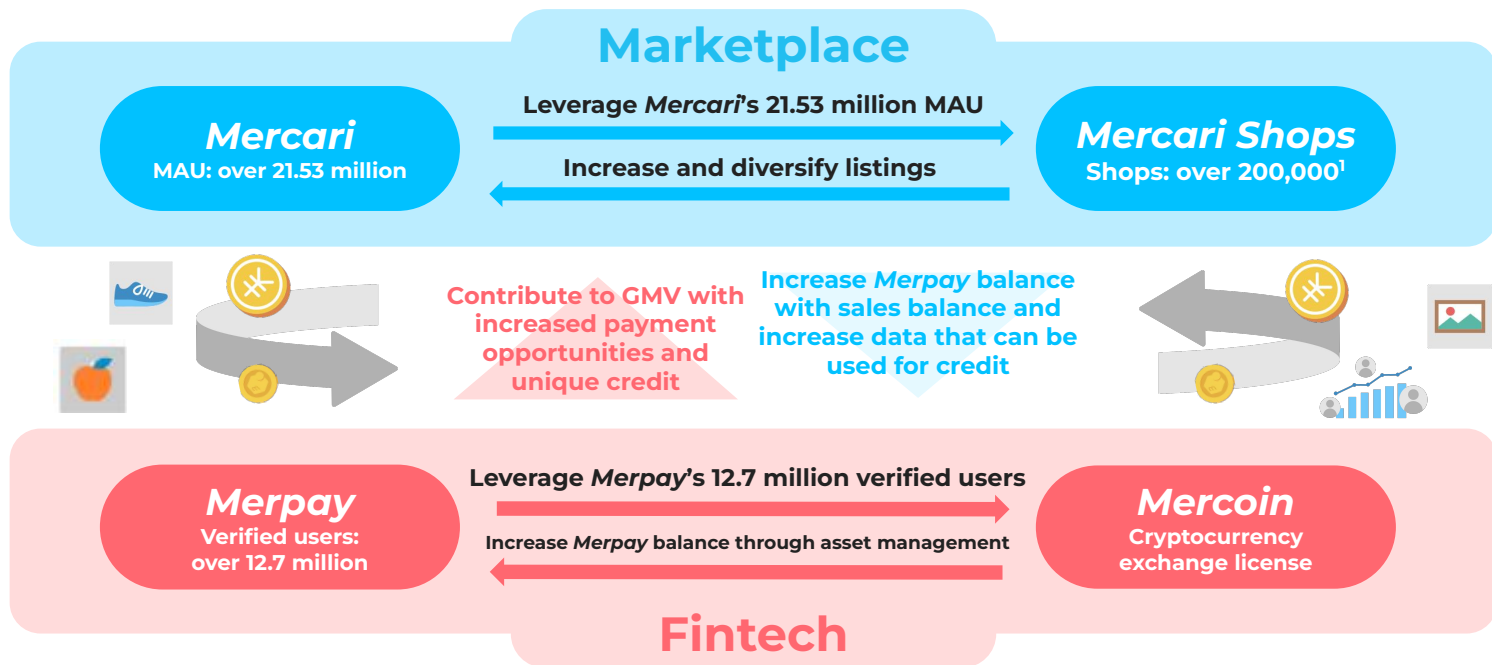 Marketplace
Mercari
MAU: over 21.53 million
Leverage Mercari's 21.53 million MAU
Increase and diversify listings
Mercari Shops
Shops: over 200,000¹
Contribute to GMV with
increased payment
opportunities and
unique credit
Increase Merpay balance
with sales balance and
increase data that can be
used for credit
Merpay
Verified users:
over 12.7 million
Leverage Merpay's 12.7 million verified users
Increase Merpay balance through asset management
Mercoin
Cryptocurrency
exchange license
Fintech